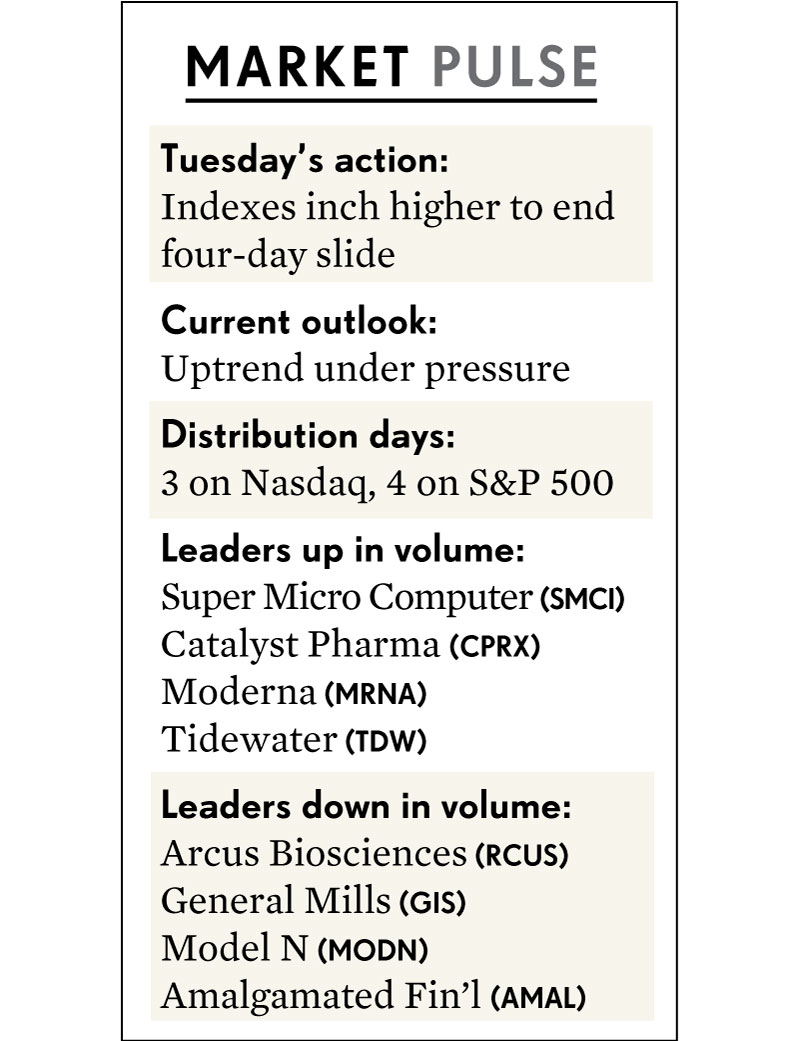 MARKET PULSE
Tuesday’s action:
Indexes inch higher to end
four-day slide
Current outlook:
Uptrend under pressure
Distribution days:
3 on Nasdaq, 4 on S&P 500
Leaders up in volume:
Super Micro Computer (SMCI)
Catalyst Pharma (CPRX)
Moderna (MRNA)
Tidewater (TDW)
Leaders down in volume:
Arcus Biosciences (RCUS)
General Mills (GIS)
Model N (MODN)
Amalgamated Fin’l (AMAL)